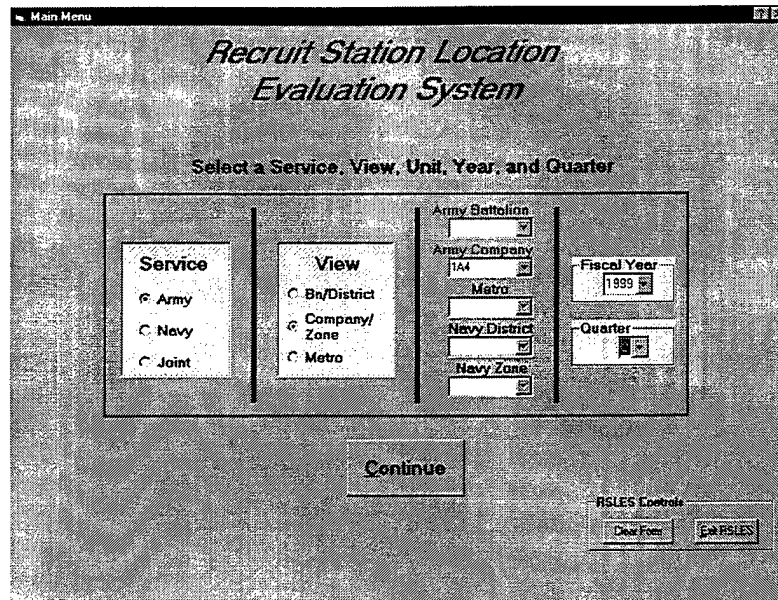 Main Menu
Recruit Station Location
Evaluation System
Select a Service, View, Unit, Year, and Quarter
Service
Army
Navy
Joint
View
Bn/District
Company/
Zone
Metro
Army Battalion
Army Company
1A4
Metro
Navy District
Navy Zone
Fiscal Year
1999
Quarter
Continue
RSLES Controls
Clear Form
Exit RSLES